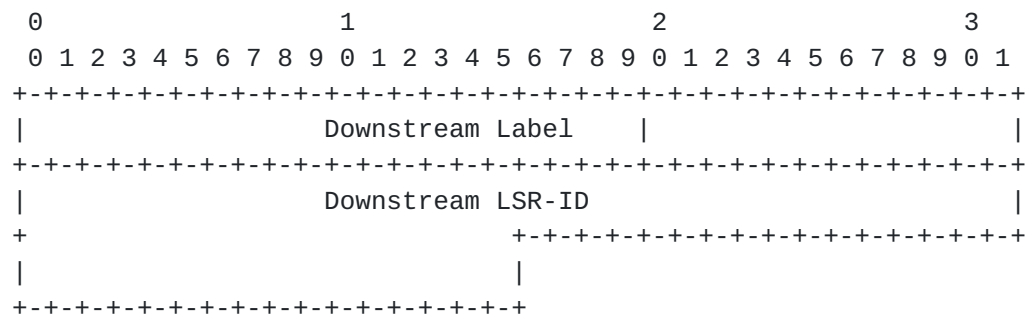 0                   1                   2                   3
 0 1 2 3 4 5 6 7 8 9 0 1 2 3 4 5 6 7 8 9 0 1 2 3 4 5 6 7 8 9 0 1
+-+-+-+-+-+-+-+-+-+-+-+-+-+-+-+-+-+-+-+-+-+-+-+-+-+-+-+-+-+-+-+-+
|                   Downstream Label    |                       |
+-+-+-+-+-+-+-+-+-+-+-+-+-+-+-+-+-+-+-+-+-+-+-+-+-+-+-+-+-+-+-+-+
|                   Downstream LSR-ID                           |
+                               +-+-+-+-+-+-+-+-+-+-+-+-+-+-+-+-+
|                               |
+-+-+-+-+-+-+-+-+-+-+-+-+-+-+-+-+